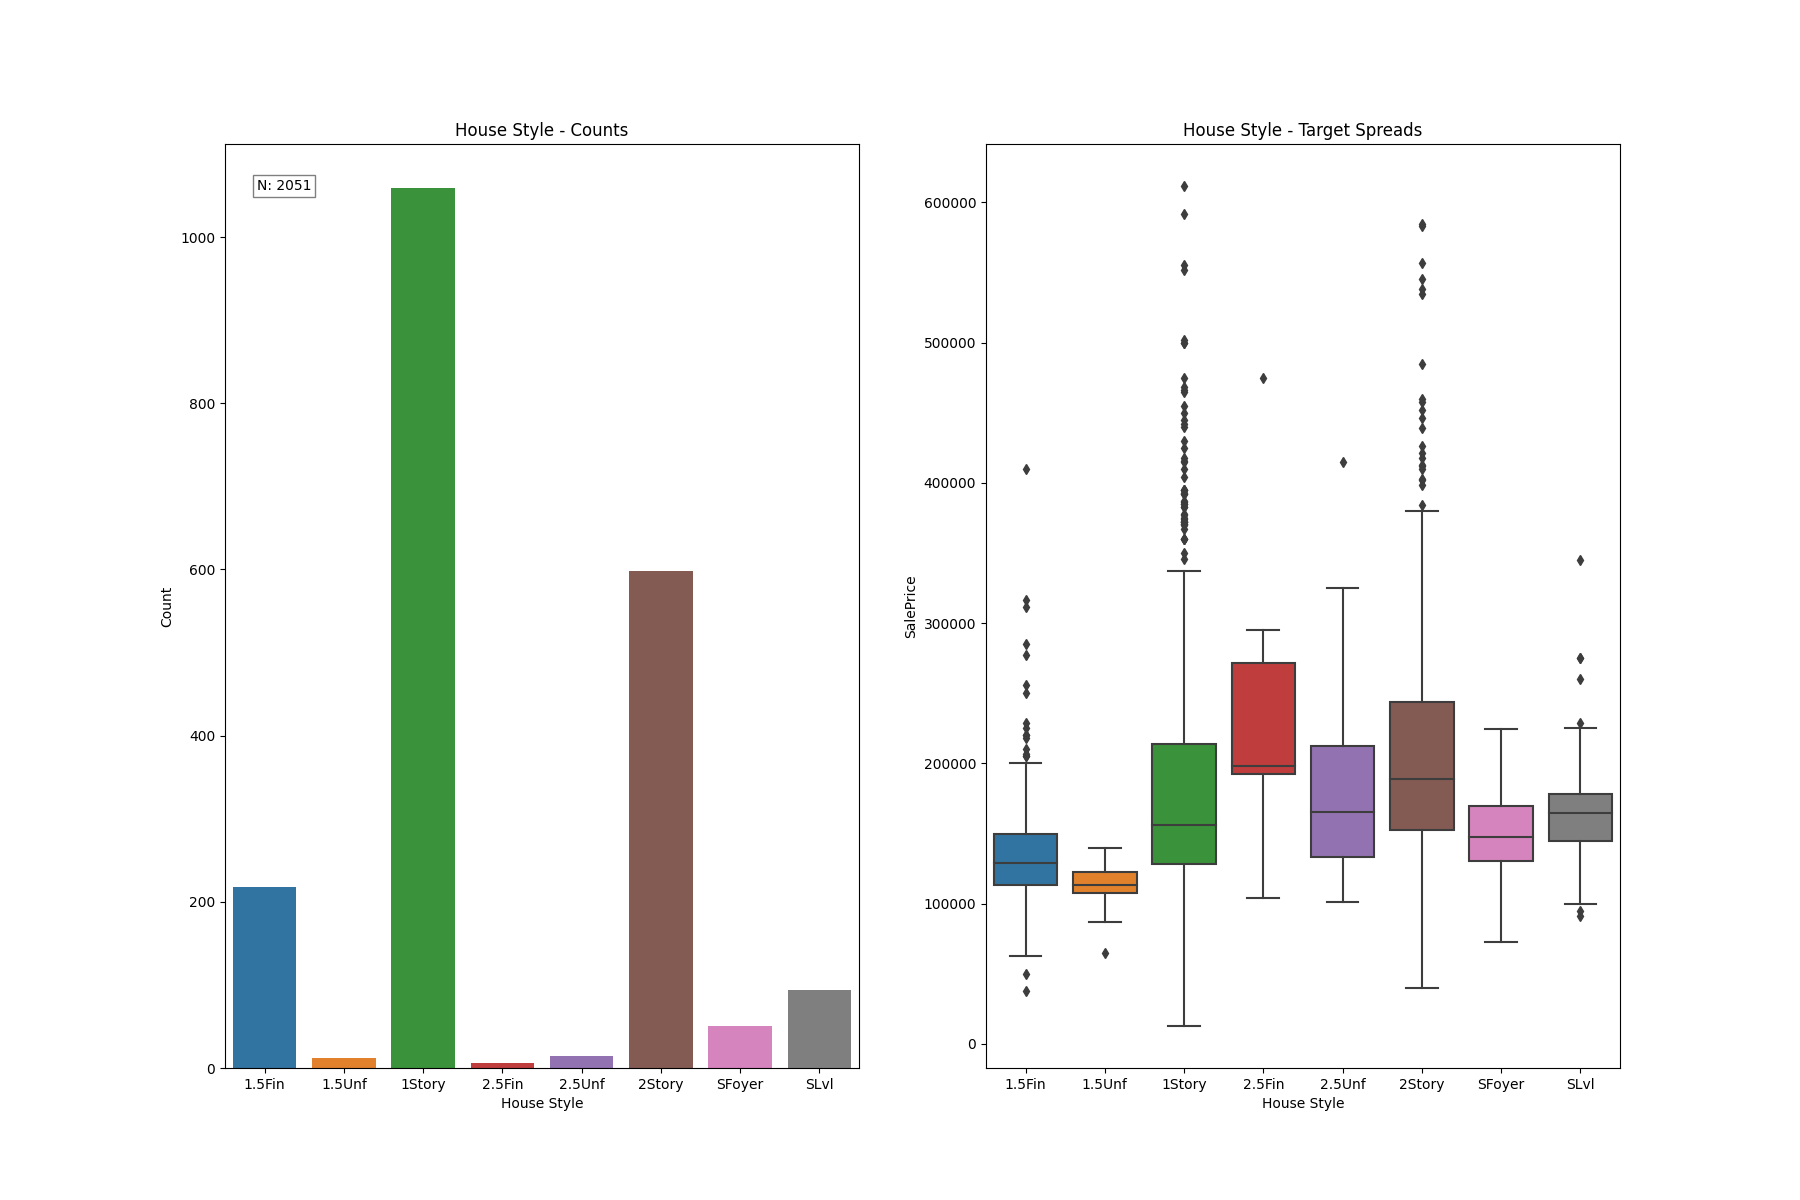 House Style - Counts
N: 2051
1000
800
600
400
200
0
Count
1.5Fin 1.5Unf 1Story 2.5Fin 2.5Unf 2Story SFoyer SLvl
House Style
House Style - Target Spreads
600000
500000
400000
300000
200000
100000
0
SalePrice
1.5Fin 1.5Unf 1Story 2.5Fin 2.5Unf 2Story SFoyer SLvl
House Style